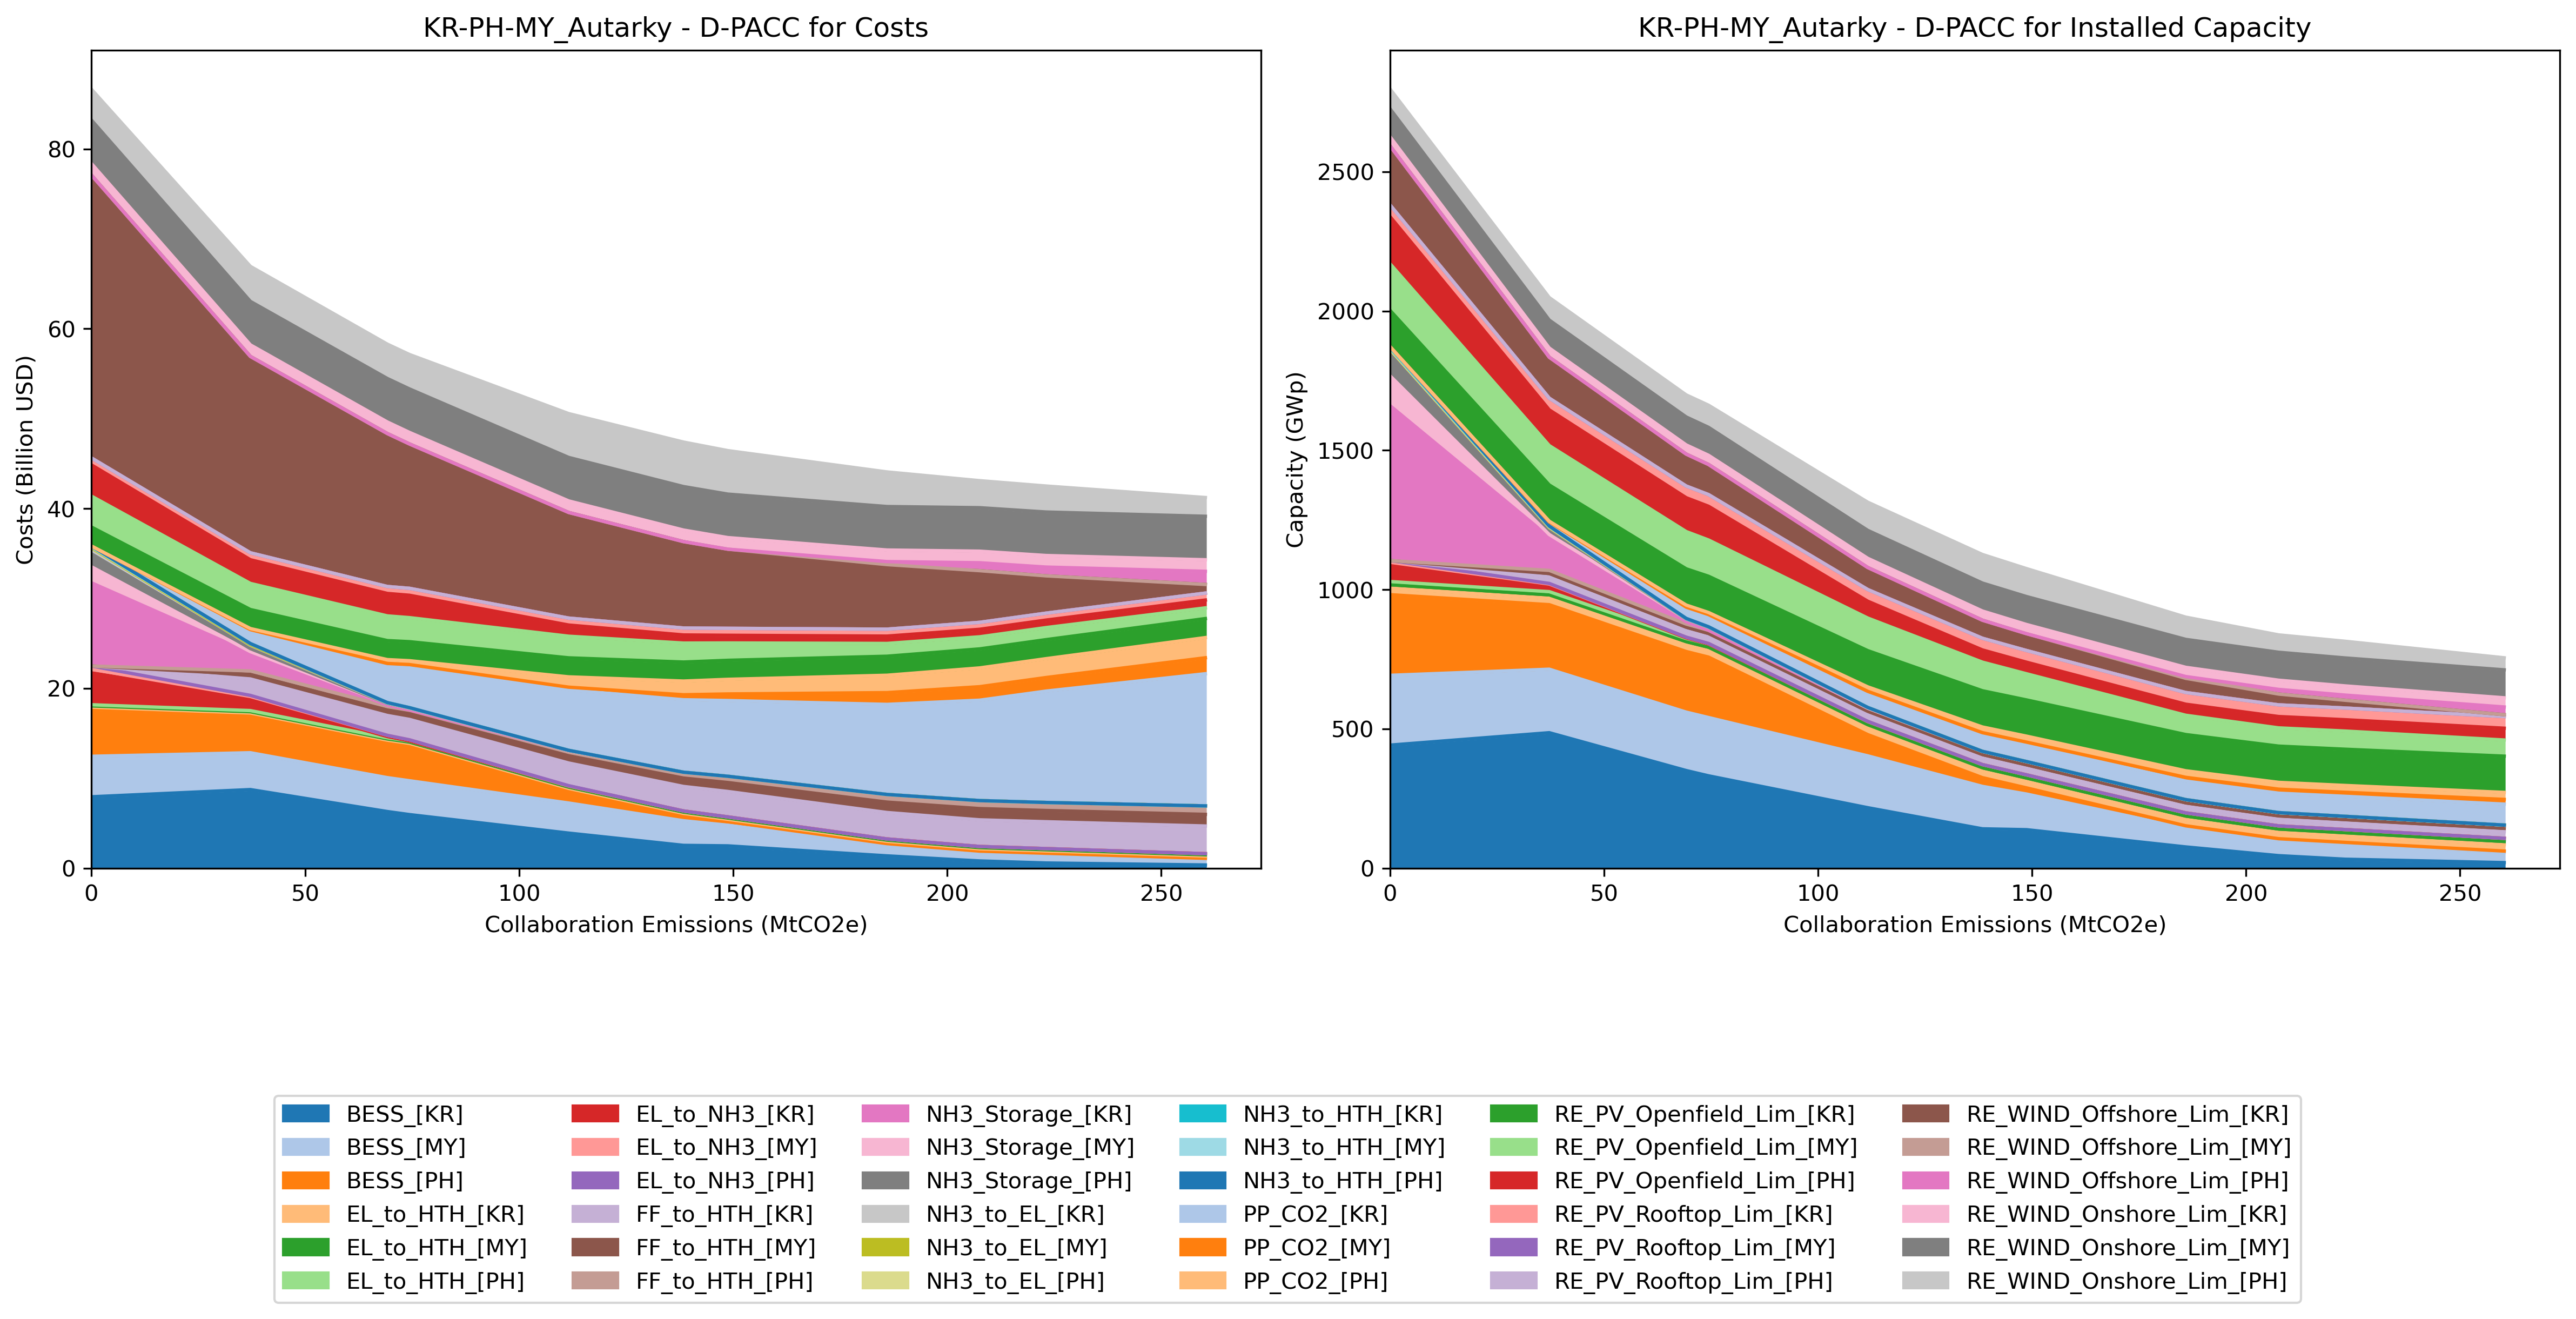 KR-PH-MY_Autarky - D-PACC for Costs
Costs (Billion USD)
80
60
40
20
0
0 50 100 150 200 250
Collaboration Emissions (MtCO2e)
KR-PH-MY_Autarky - D-PACC for Installed Capacity
Capacity (GWp)
2500
2000
1500
1000
500
0
0 50 100 150 200 250
Collaboration Emissions (MtCO2e)
BESS_[KR]
BESS_[MY]
BESS_[PH]
EL_to_HTH_[KR]
EL_to_HTH_[MY]
EL_to_HTH_[PH]
EL_to_NH3_[KR]
EL_to_NH3_[MY]
EL_to_NH3_[PH]
FF_to_HTH_[KR]
FF_to_HTH_[MY]
FF_to_HTH_[PH]
NH3_Storage_[KR]
NH3_Storage_[MY]
NH3_Storage_[PH]
NH3_to_EL_[KR]
NH3_to_EL_[MY]
NH3_to_EL_[PH]
NH3_to_HTH_[KR]
NH3_to_HTH_[MY]
NH3_to_HTH_[PH]
PP_CO2_[KR]
PP_CO2_[MY]
PP_CO2_[PH]
RE_PV_Openfield_Lim_[KR]
RE_PV_Openfield_Lim_[MY]
RE_PV_Openfield_Lim_[PH]
RE_PV_Rooftop_Lim_[KR]
RE_PV_Rooftop_Lim_[MY]
RE_PV_Rooftop_Lim_[PH]
RE_WIND_Offshore_Lim_[KR]
RE_WIND_Offshore_Lim_[MY]
RE_WIND_Offshore_Lim_[PH]
RE_WIND_Onshore_Lim_[KR]
RE_WIND_Onshore_Lim_[MY]
RE_WIND_Onshore_Lim_[PH]